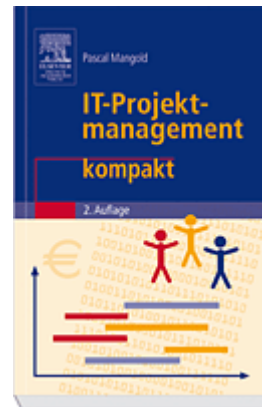 Pascal Mangold
IT-Projekt-
management
kompakt
2. Auflage
€